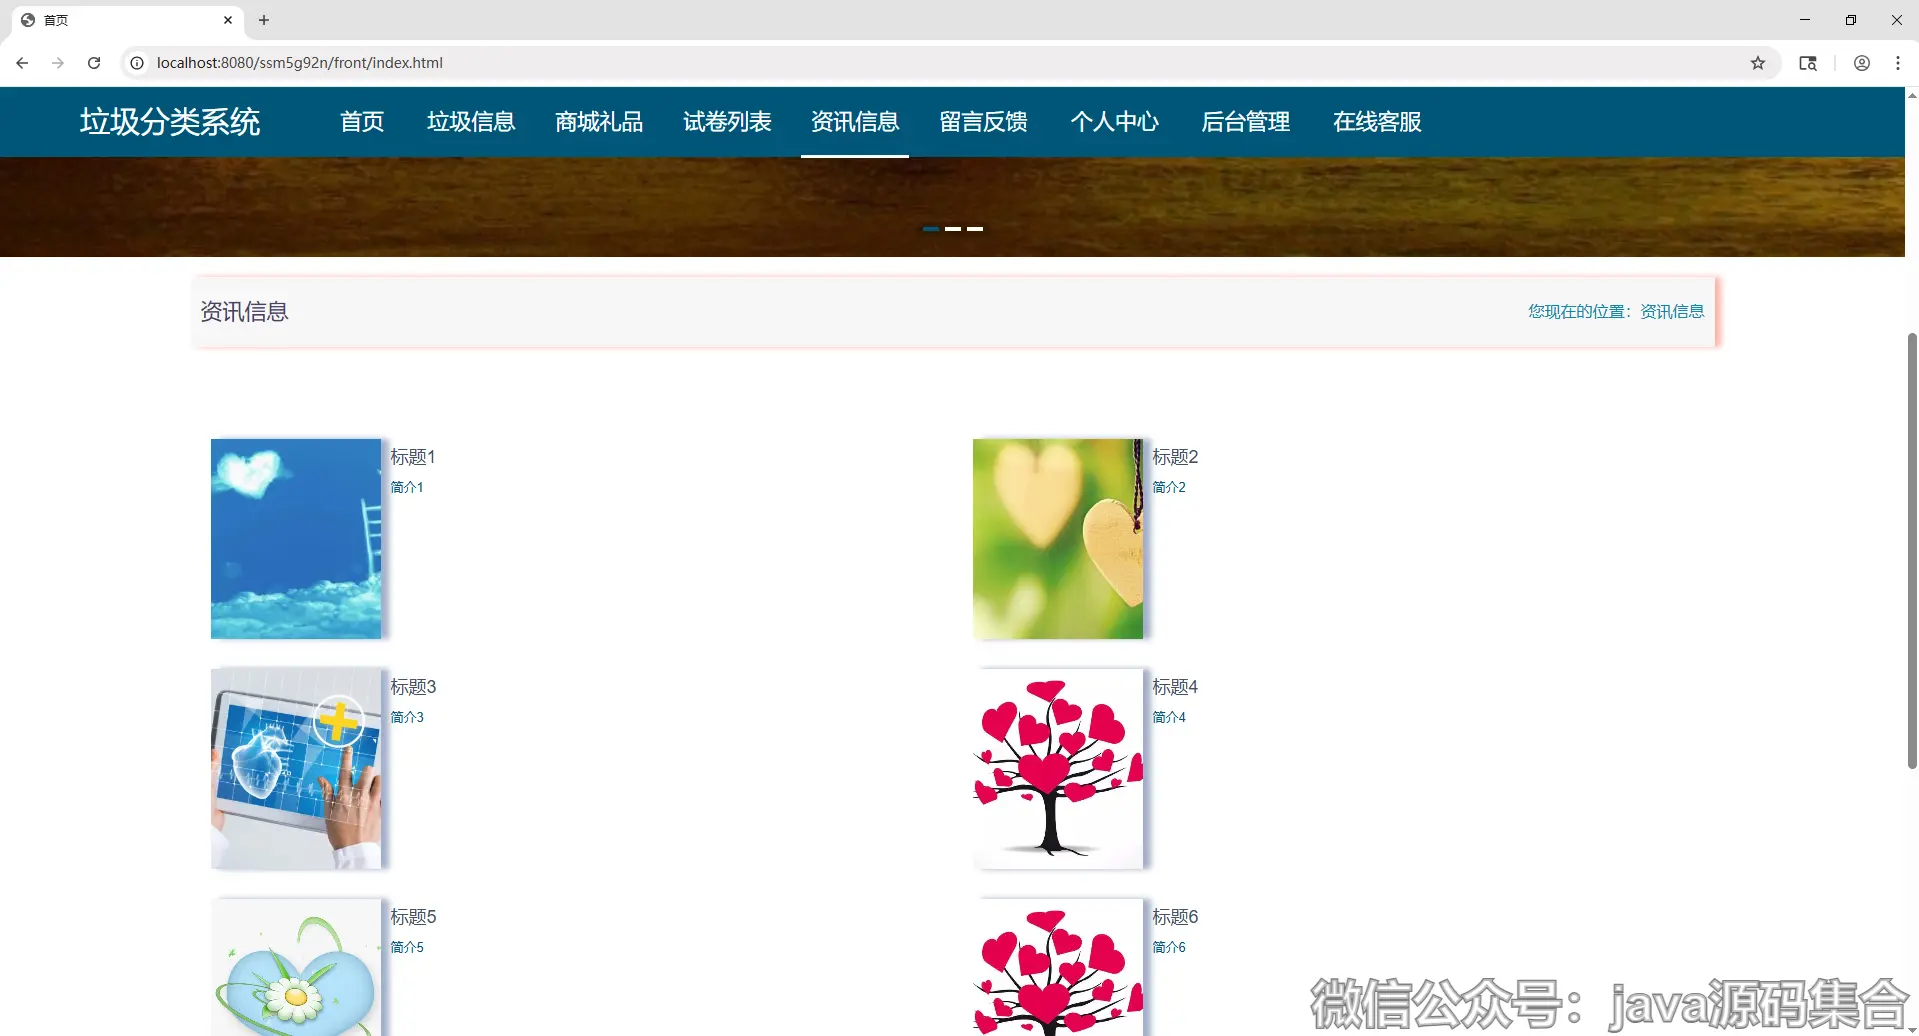 首页
localhost:8080/ssm5g92n/front/index.html
垃圾分类系统 首页 垃圾信息 商城礼品 试卷列表 资讯信息 留言反馈 个人中心 后台管理 在线客服
资讯信息
您现在的位置：资讯信息
标题1
简介1
标题2
简介2
标题3
简介3
标题4
简介4
标题5
简介5
标题6
简介6
微信公众号：java源码集合